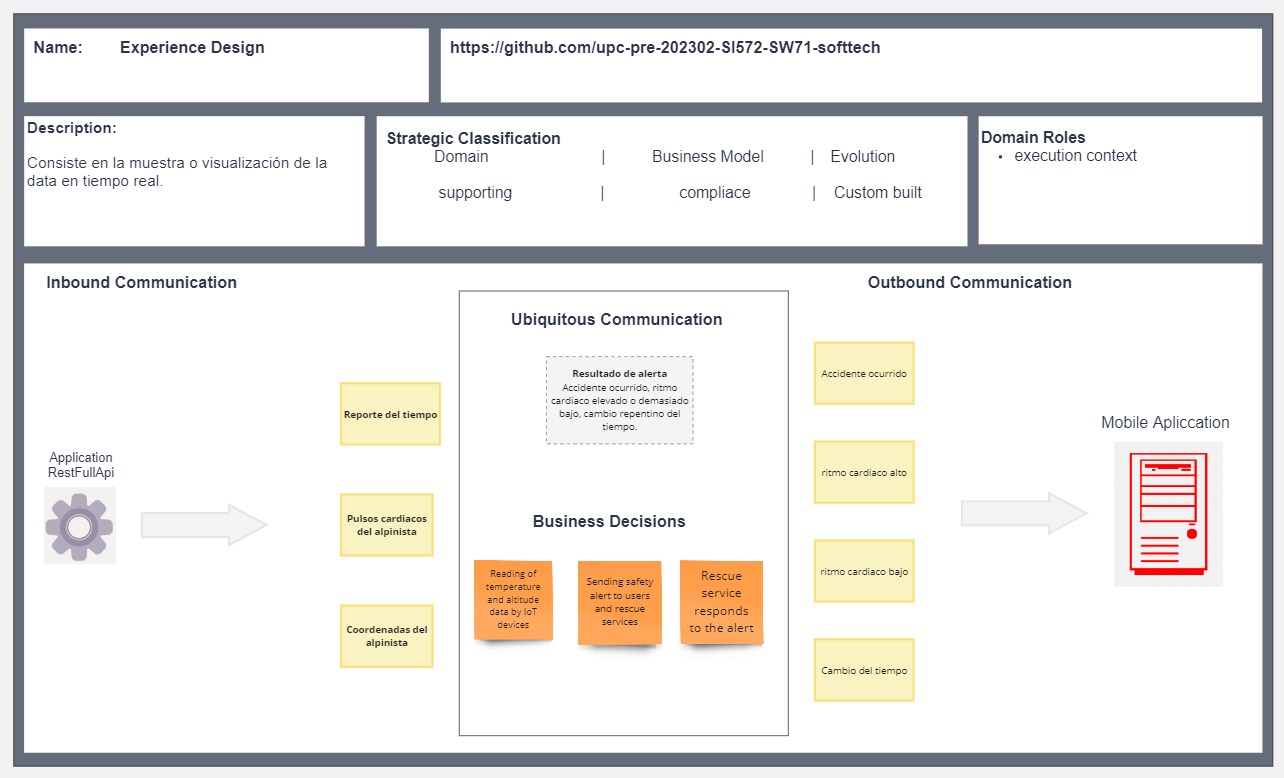 Name: Experience Design
https://github.com/upc-pre-202302-SI572-SW71-softtech
Description:
Consiste en la muestra o visualización de la
data en tiempo real.
Strategic Classification
Domain | Business Model | Evolution
supporting | compliace | Custom built
Domain Roles
• execution context
Inbound Communication
Application
RestFullApi
Reporte del tiempo
Pulsos cardiacos
del alpinista
Coordenadas del
alpinista
Ubiquitous Communication
Resultado de alerta
Accidente ocurrido, ritmo
cardiaco elevado o demasiado
bajo, cambio repentino del
tiempo.
Business Decisions
Reading of
temperature
and altitude
data by IoT
devices
Sending safety
alert to users
and rescue
services
Rescue
service
responds
to the alert
Outbound Communication
Accidente ocurrido
ritmo cardiaco alto
ritmo cardiaco bajo
Cambio del tiempo
Mobile Apliccation